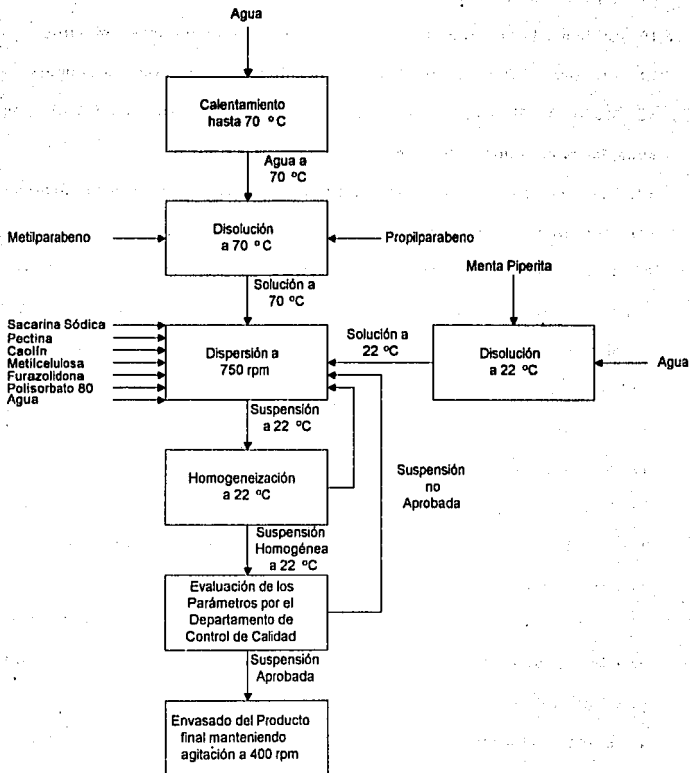 Agua
Calentamiento
hasta 70 °C
Agua a
70 °C
Metilparabeno
Disolución
a 70 °C
Propilparabeno
Menta Piperita
Solución a
70 °C
Sacarina Sódica
Pectina
Caolín
Metilcelulosa
Furazolidona
Polisorbato 80
Agua
Dispersión a
750 rpm
Solución a
22 °C
Disolución
a 22 °C
Agua
Suspensión
a 22 °C
Homogeneización
a 22 °C
Suspensión
no
Aprobada
Suspensión
Homogénea
a 22 °C
Evaluación de los
Parámetros por el
Departamento de
Control de Calidad
Suspensión
Aprobada
Envasado del Producto
final manteniendo
agitación a 400 rpm